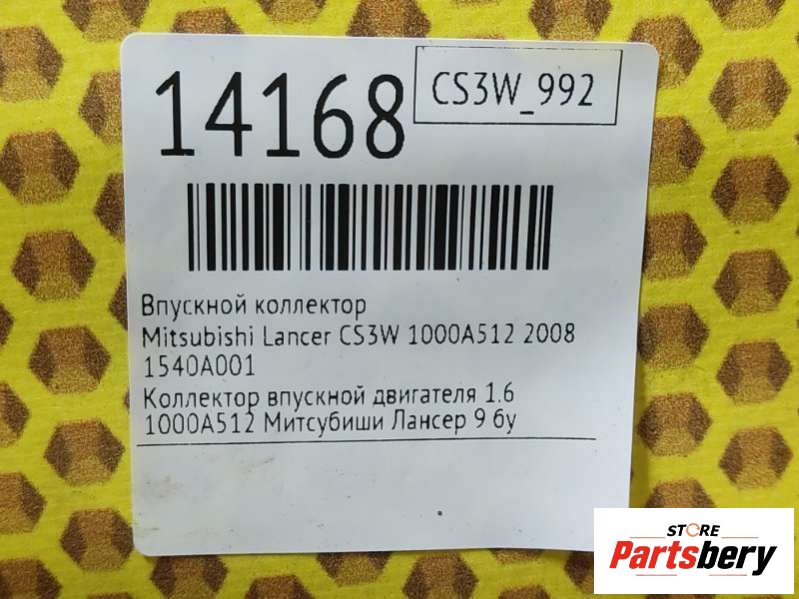 14168
CS3W_992
Впускной коллектор
Mitsubishi Lancer CS3W 1000A512 2008
1540A001
Коллектор впускной двигателя 1.6
1000A512 Митсубиши Лансер 9 бу
STORE
Partsbery